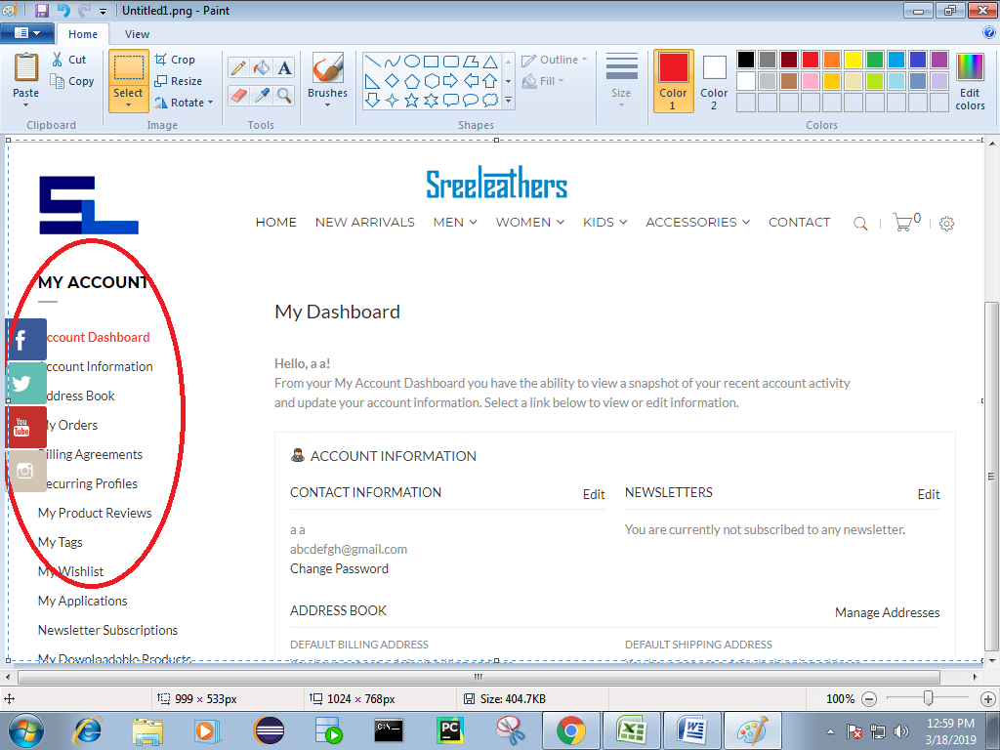 Untitled1.png - Paint
Home
View
Paste
Cut
Copy
Clipboard
Select
Crop
Resize
Rotate
Image
A
Tools
Brushes
Shapes
Outline
Fill
Size
Color
1
Color
2
Edit
colors
Colors
SL
Sreeleathers
HOME NEW ARRIVALS MEN WOMEN KIDS ACCESSORIES CONTACT 0
MY ACCOUNT
ccount Dashboard
ccount Information
ddress Book
y Orders
illing Agreements
ecurring Profiles
My Product Reviews
My Tags
My Wishlist
My Applications
Newsletter Subscriptions
My Downloadable Products
f
You
Tube
My Dashboard
Hello, a a!
From your My Account Dashboard you have the ability to view a snapshot of your recent account activity
and update your account information. Select a link below to view or edit information.
ACCOUNT INFORMATION
CONTACT INFORMATION Edit
a a
abcdefgh@gmail.com
Change Password
NEWSLETTERS Edit
You are currently not subscribed to any newsletter.
ADDRESS BOOK Manage Addresses
DEFAULT BILLING ADDRESS
DEFAULT SHIPPING ADDRESS
999 × 533px
1024 × 768px
Size: 404.7KB
100%
C:\.
PC
W
12:59 PM
3/18/2019